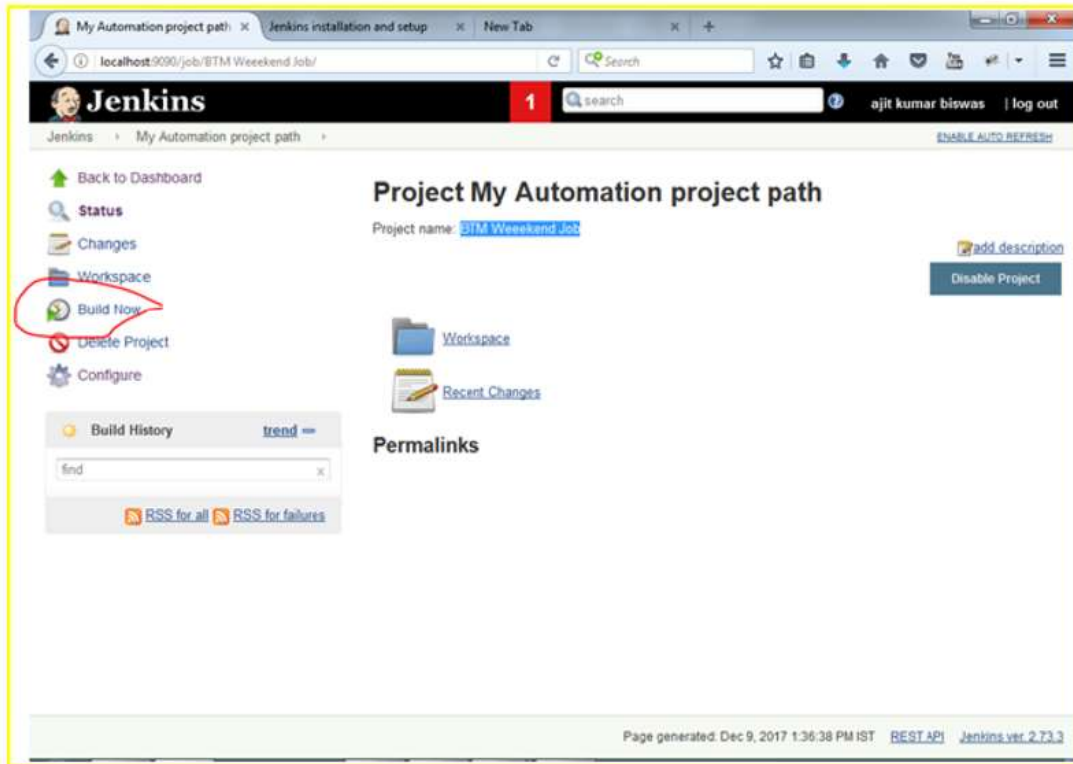 My Automation project path × Jenkins installation and setup × New Tab × +
localhost:9090/job/BTM Weeekend Job/ Search
Jenkins 1 search ajit kumar biswas | log out
Jenkins › My Automation project path › ENABLE AUTO REFRESH
Back to Dashboard
Status
Changes
Workspace
Build Now
Delete Project
Configure
Build History trend
find x
RSS for all RSS for failures
Project My Automation project path
Project name: BTM Weeekend Job
add description
Disable Project
Workspace
Recent Changes
Permalinks
Page generated: Dec 9, 2017 1:36:38 PM IST REST API Jenkins ver. 2.73.3